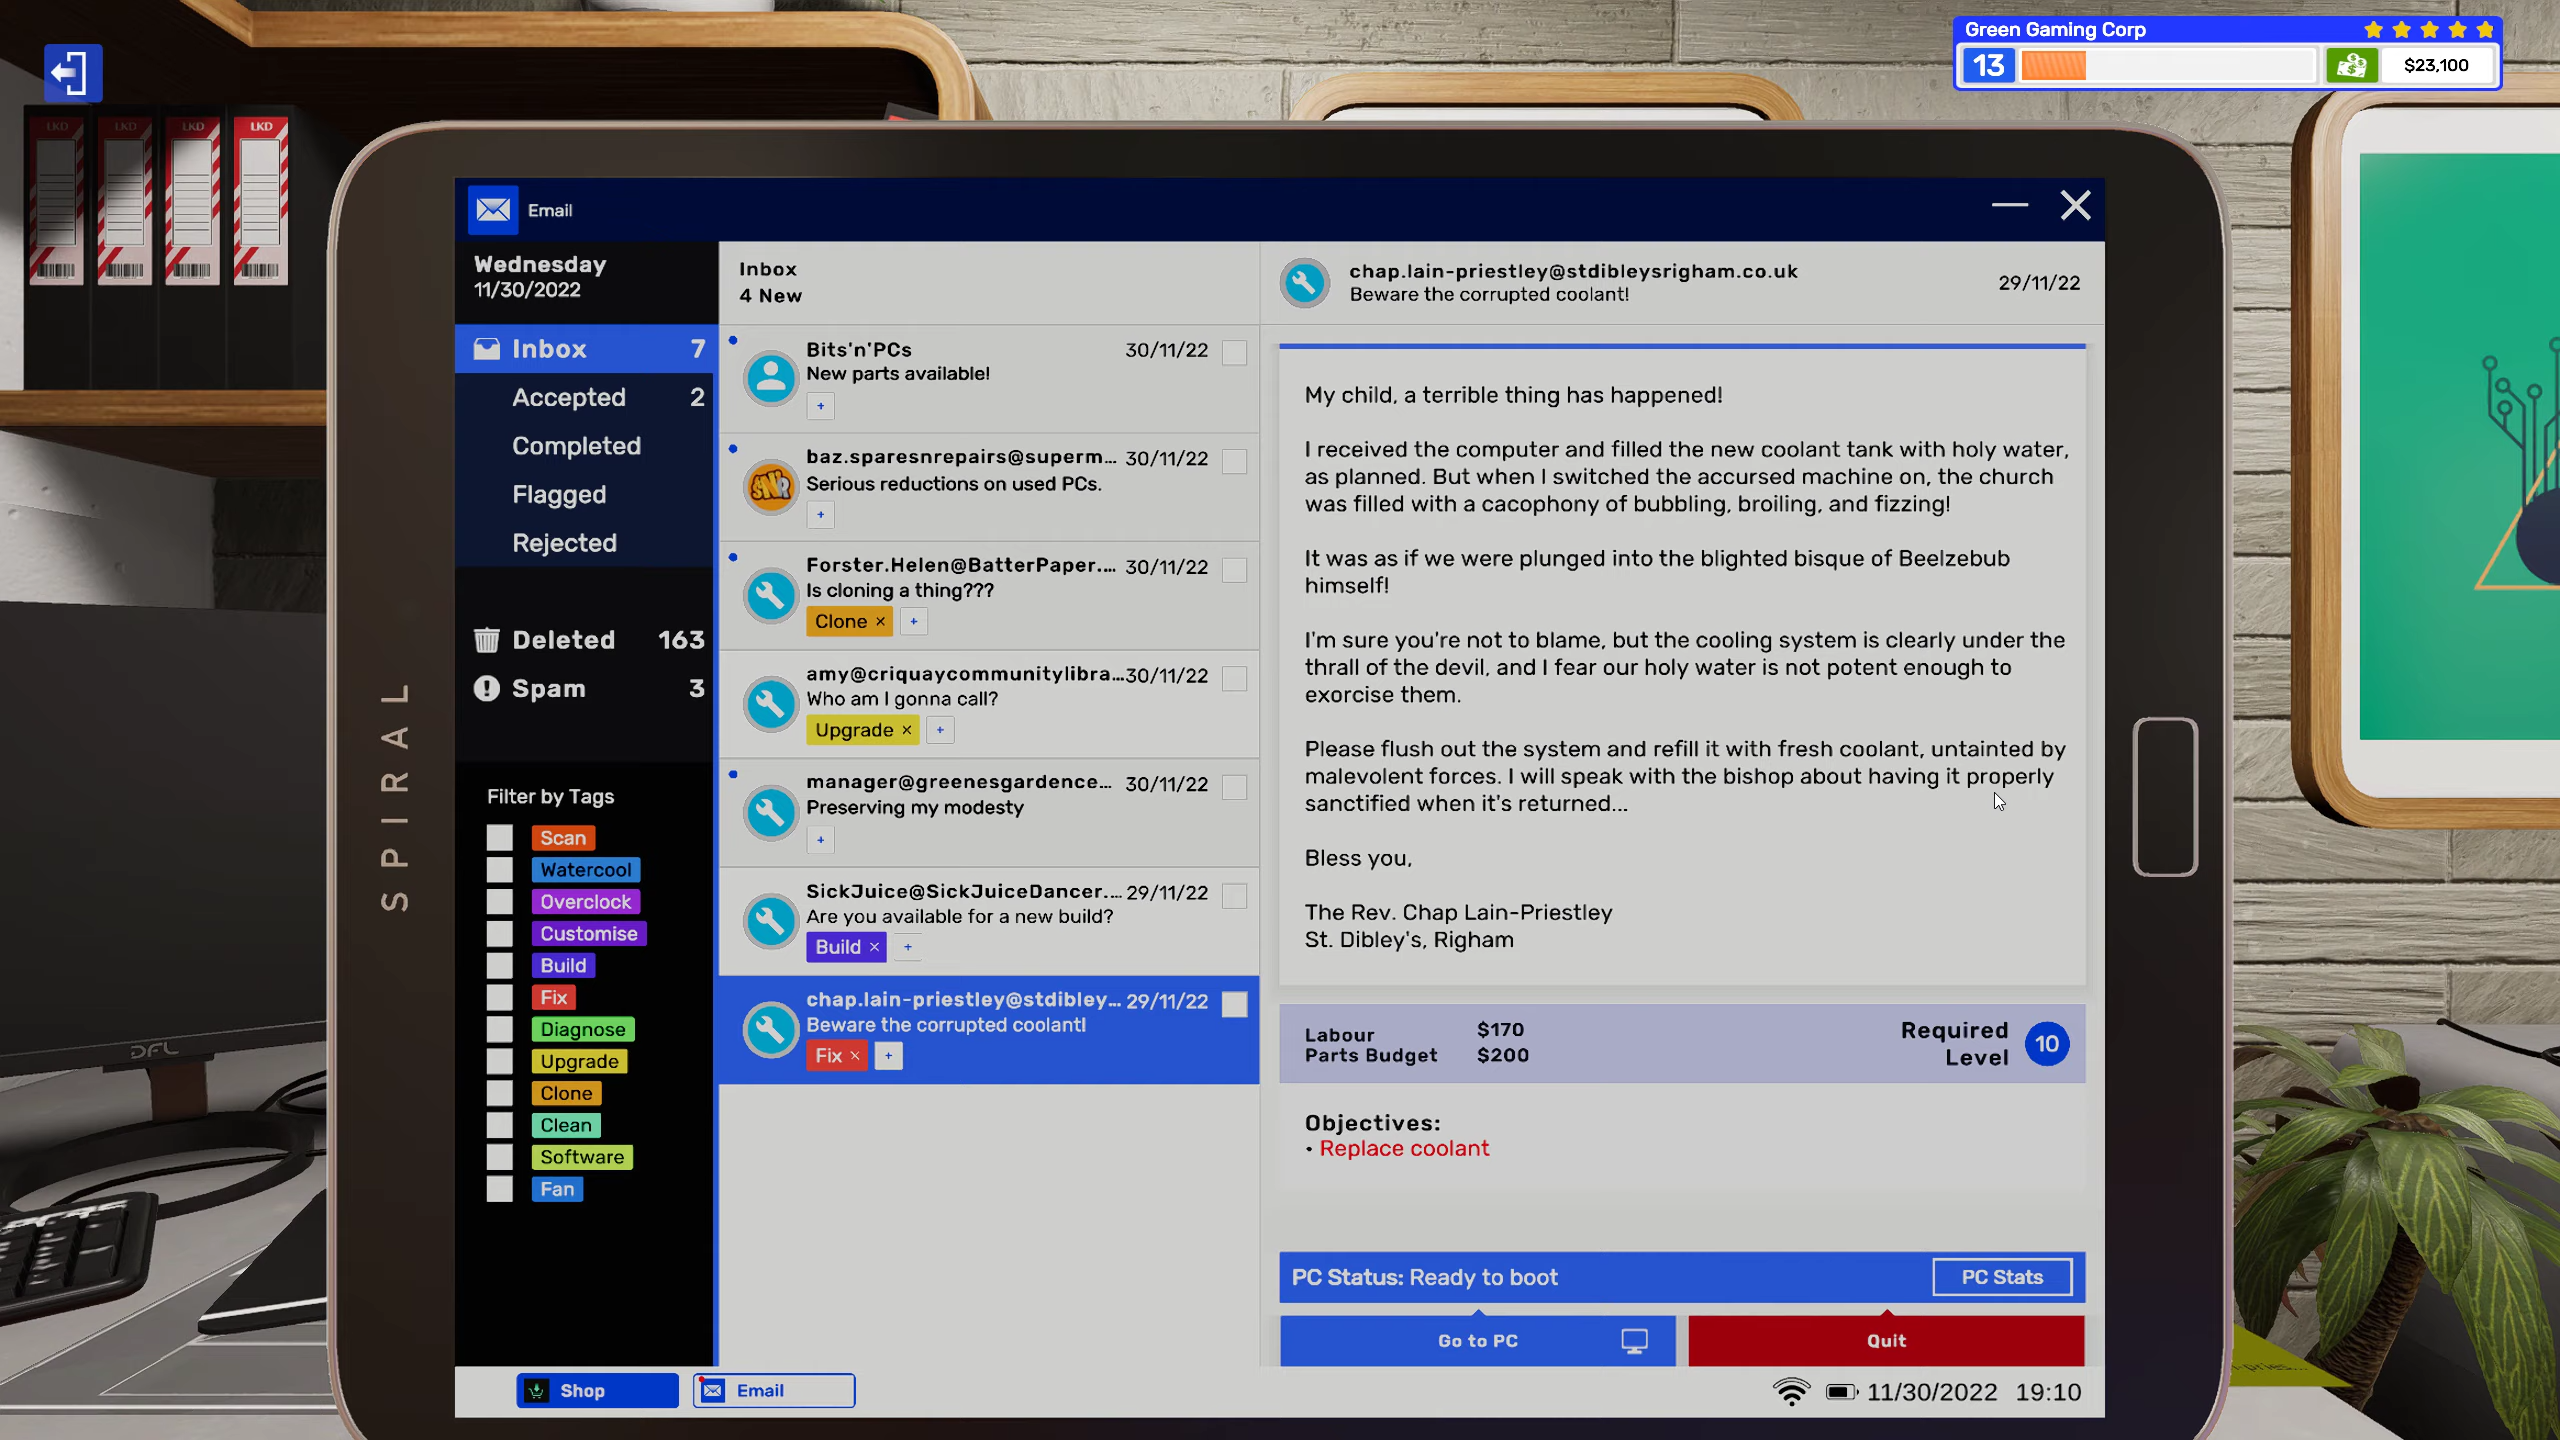 Green Gaming Corp
13
$23,100
LKD LKD LKD LKD
Email
Wednesday
11/30/2022
Inbox 7
Accepted 2
Completed
Flagged
Rejected
Deleted 163
Spam 3
Filter by Tags
Scan
Watercool
Overclock
Customise
Build
Fix
Diagnose
Upgrade
Clone
Clean
Software
Fan
Inbox
4 New
Bits'n'PCs 30/11/22
New parts available!
+
baz.sparesnrepairs@superm... 30/11/22
SNR
Serious reductions on used PCs.
+
Forster.Helen@BatterPaper.... 30/11/22
Is cloning a thing???
Clone × +
amy@criquaycommunitylibra... 30/11/22
Who am I gonna call?
Upgrade × +
manager@greenesgardence... 30/11/22
Preserving my modesty
+
SickJuice@SickJuiceDancer.... 29/11/22
Are you available for a new build?
Build × +
chap.lain-priestley@stdibley... 29/11/22
Beware the corrupted coolant!
Fix × +
chap.lain-priestley@stdibleysrigham.co.uk
Beware the corrupted coolant!
29/11/22
My child, a terrible thing has happened!
I received the computer and filled the new coolant tank with holy water,
as planned. But when I switched the accursed machine on, the church
was filled with a cacophony of bubbling, broiling, and fizzing!
It was as if we were plunged into the blighted bisque of Beelzebub
himself!
I'm sure you're not to blame, but the cooling system is clearly under the
thrall of the devil, and I fear our holy water is not potent enough to
exorcise them.
Please flush out the system and refill it with fresh coolant, untainted by
malevolent forces. I will speak with the bishop about having it properly
sanctified when it's returned...
Bless you,
The Rev. Chap Lain-Priestley
St. Dibley's, Righam
Labour $170
Parts Budget $200
Required
Level
10
Objectives:
• Replace coolant
PC Status: Ready to boot
PC Stats
Go to PC
Quit
Shop
Email
11/30/2022 19:10
SPIRAL
DFL